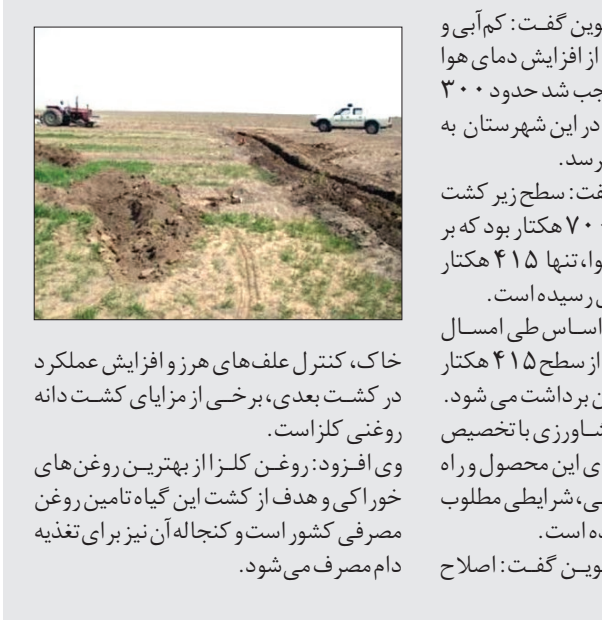 وین گفت: کم‌آبی و
از افزایش دمای هوا
جب شد حدود ۳۰۰
در این شهرستان به
رسد.
فت: سطح زیر کشت
۷۰۰ هکتار بود که بر
وا، تنها ۴۱۵ هکتار
ی رسیده است.
اساس طی امسال
از سطح ۴۱۵ هکتار
ن برداشت می شود.
شاورزی با تخصیص
ی این محصول و راه
ی، شرایطی مطلوب
ده است.
وین گفت: اصلاح
خاک، کنترل علف‌های هرز و افزایش عملکرد
در کشت بعدی، برخی از مزایای کشت دانه
روغنی کلزا است.
وی افزود: روغن کلزا از بهترین روغن‌های
خوراکی و هدف از کشت این گیاه تامین روغن
مصرفی کشور است و کنجاله آن نیز برای تغذیه
دام مصرف می‌شود.